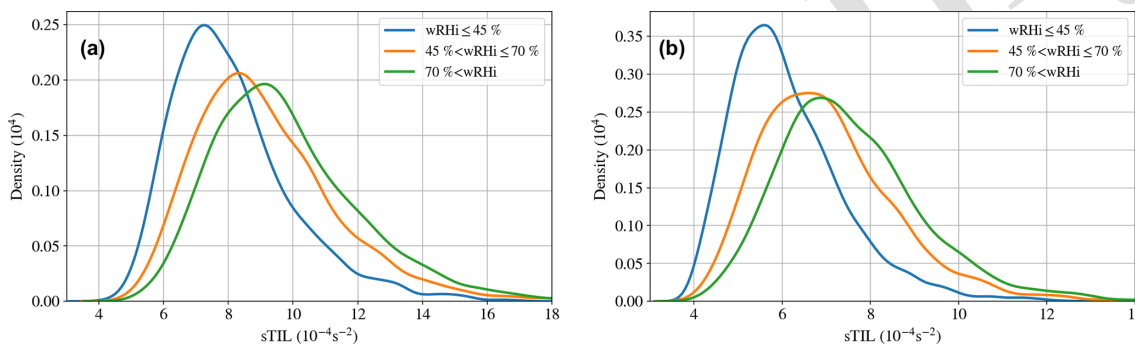 (a)
wRHi ≤ 45 %
45 %<wRHi ≤ 70 %
70 %<wRHi
0.25
0.20
0.15
0.10
0.05
0.00
Density (10⁴)
4 6 8 10 12 14 16 18
sTIL (10⁻⁴s⁻²)
(b)
wRHi ≤ 45 %
45 %<wRHi ≤ 70 %
70 %<wRHi
0.35
0.30
0.25
0.20
0.15
0.10
0.05
0.00
Density (10⁴)
4 6 8 10 12
sTIL (10⁻⁴s⁻²)